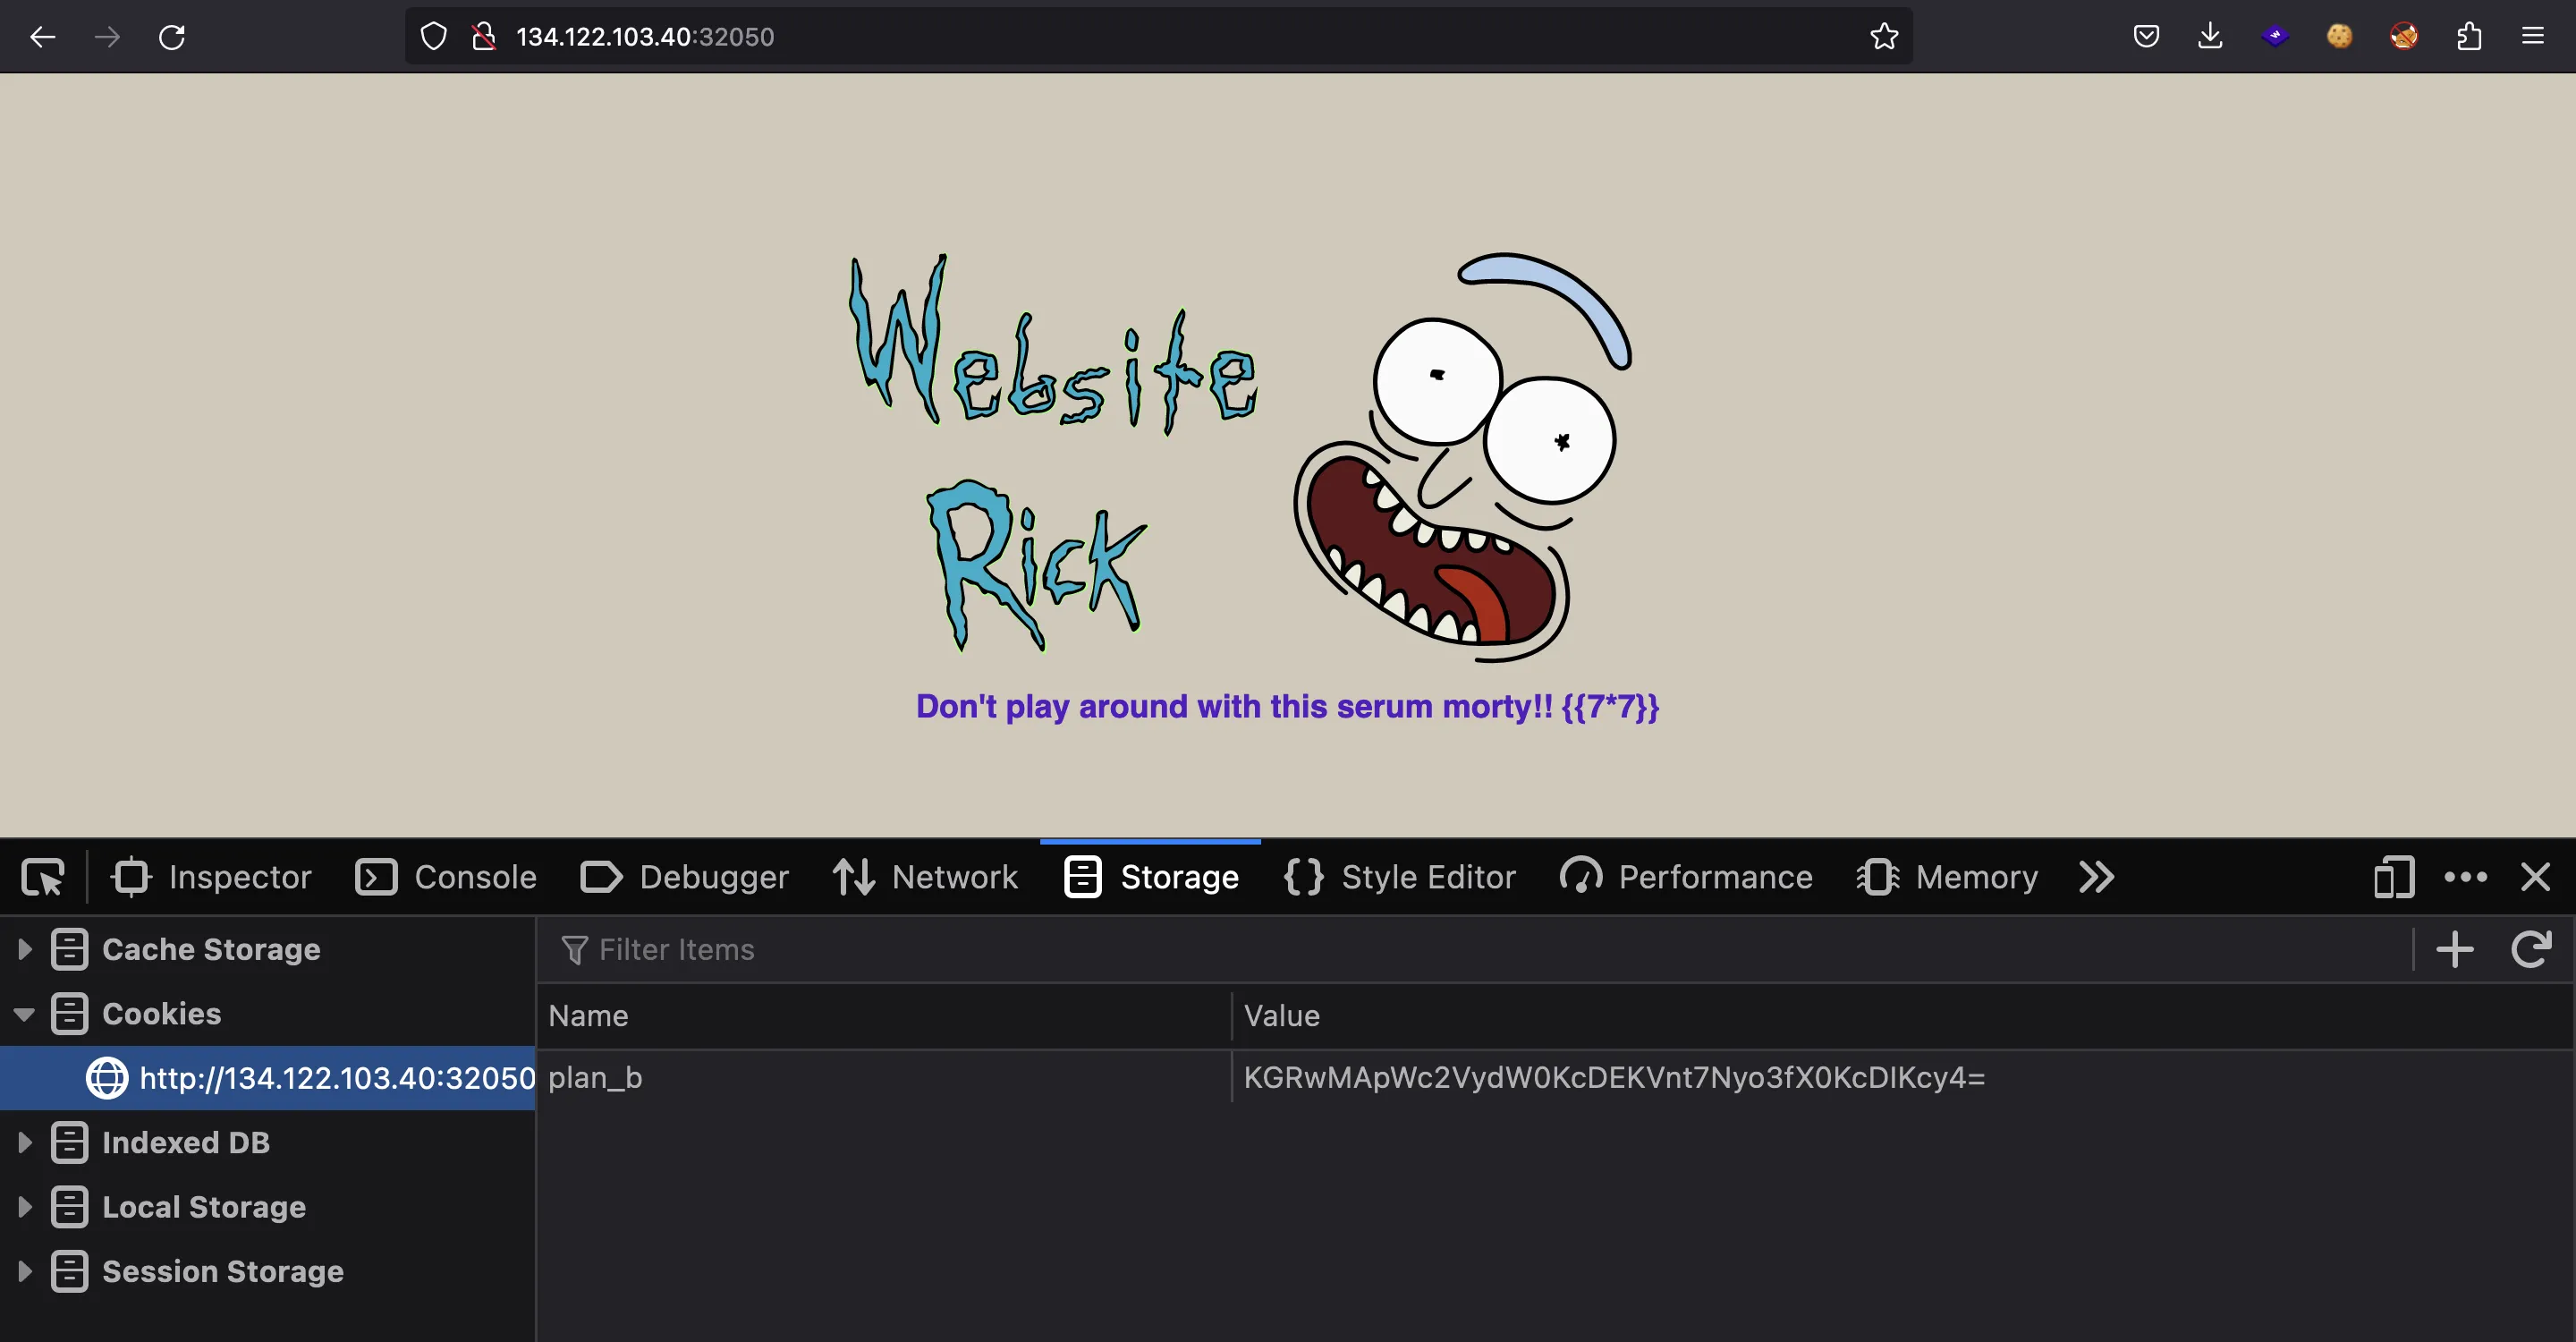 134.122.103.40:32050
Website
Rick
Don't play around with this serum morty!! {{7*7}}
Inspector Console Debugger Network Storage Style Editor Performance Memory
Cache Storage
Filter Items
Cookies
Name Value
http://134.122.103.40:32050
plan_b KGRwMApWc2VydW0KcDEKVnt7Nyo3fX0KcDIKcy4=
Indexed DB
Local Storage
Session Storage